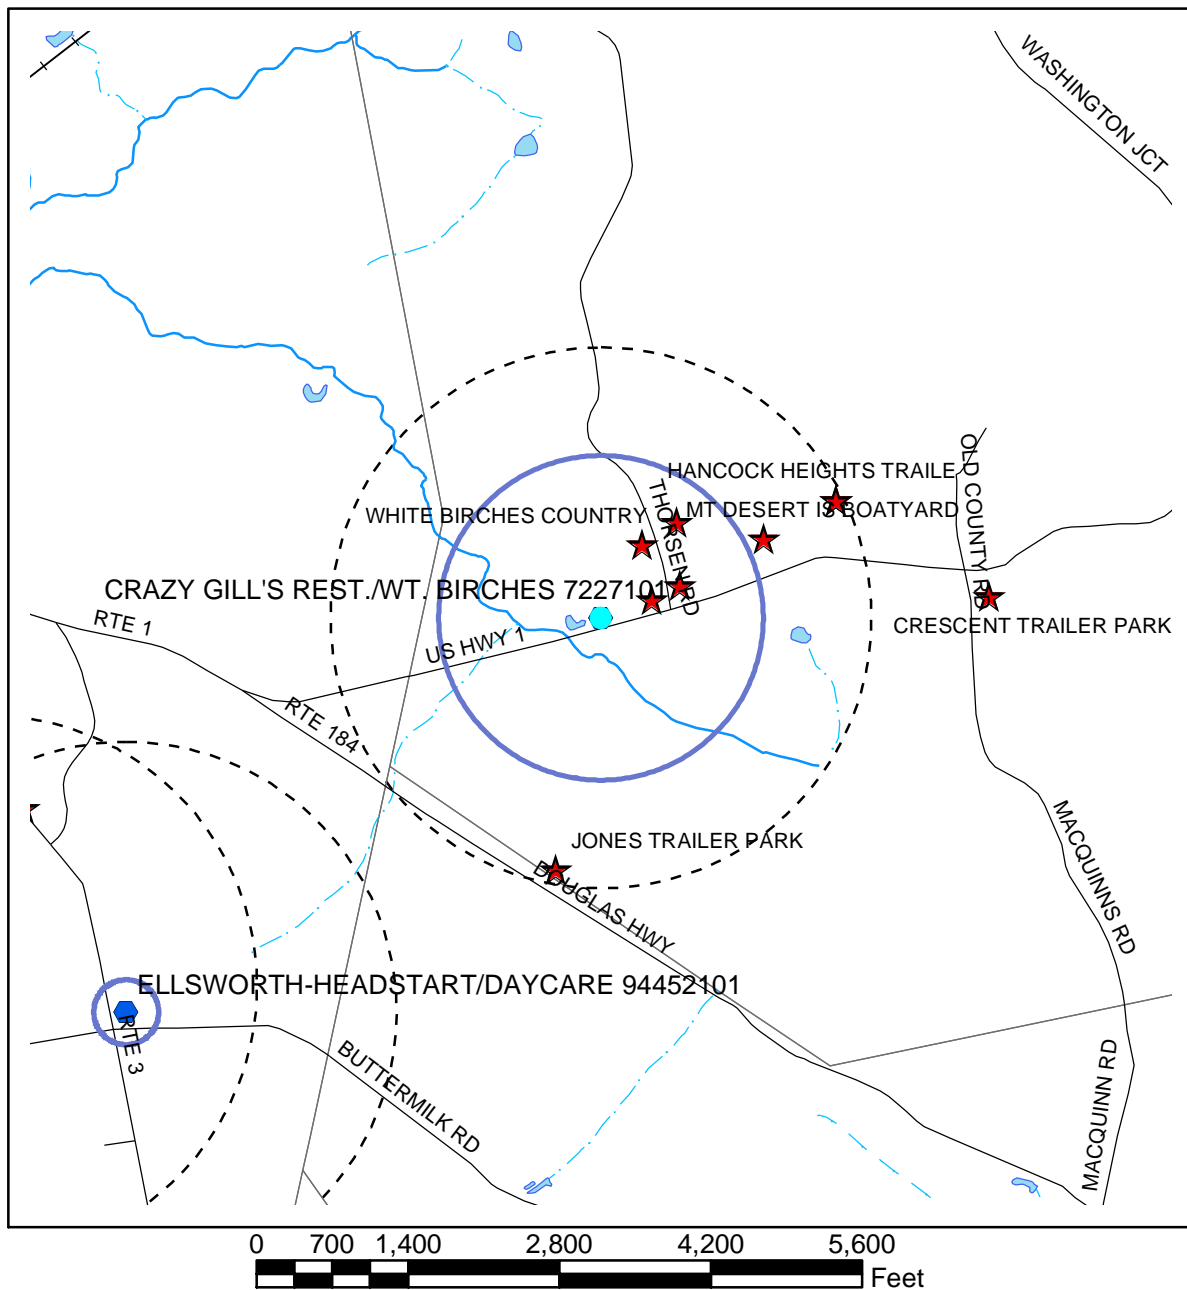 WASHINGTON JCT
OLD COUNTY RD
HANCOCK HEIGHTS TRAILE
THORSEN RD
MT DESERT IS BOATYARD
WHITE BIRCHES COUNTRY
CRAZY GILL'S REST./WT. BIRCHES 7227101
RTE 1
CRESCENT TRAILER PARK
US HWY 1
RTE 184
JONES TRAILER PARK
MACQUINNS RD
DOUGLAS HWY
ELLSWORTH-HEADSTART/DAYCARE 94452101
RTE 3
BUTTERMILK RD
MACQUINN RD
0 700 1,400 2,800 4,200 5,600
Feet